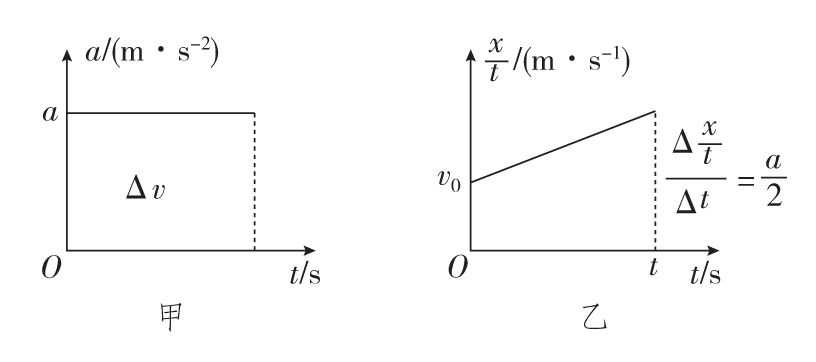 a/(m · s⁻²)
a
Δv
O
t/s
甲
x/t/(m · s⁻¹)
v₀
Δ x/t / Δt = a/2
O
t
t/s
乙